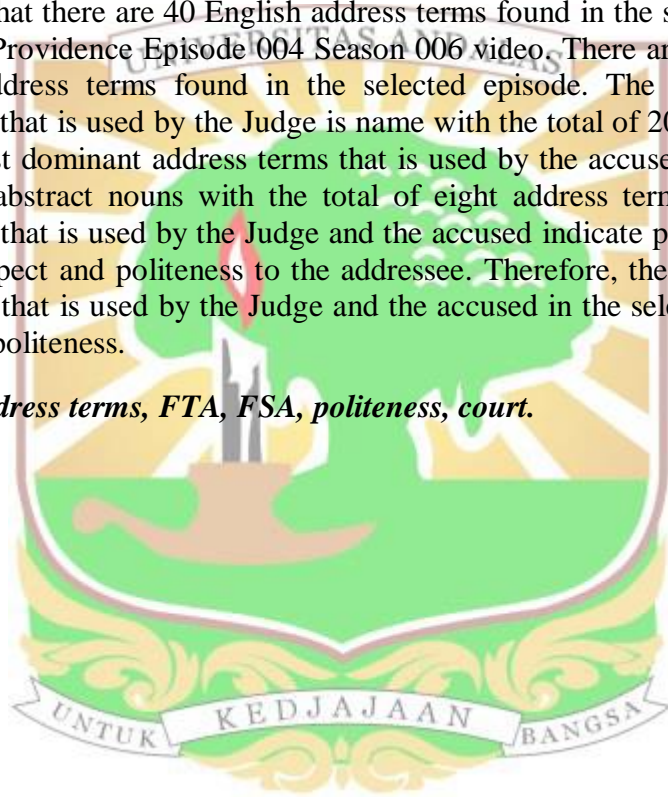 hat there are 40 English address terms found in the s
UNIVERSITAS ANDALAS
Providence Episode 004 Season 006 video. There ar
ddress terms found in the selected episode. The
that is used by the Judge is name with the total of 20
st dominant address terms that is used by the accuse
abstract nouns with the total of eight address term
that is used by the Judge and the accused indicate p
pect and politeness to the addressee. Therefore, the
that is used by the Judge and the accused in the sele
politeness.
dress terms, FTA, FSA, politeness, court.
UNTUK KEDJAJAAN BANGSA